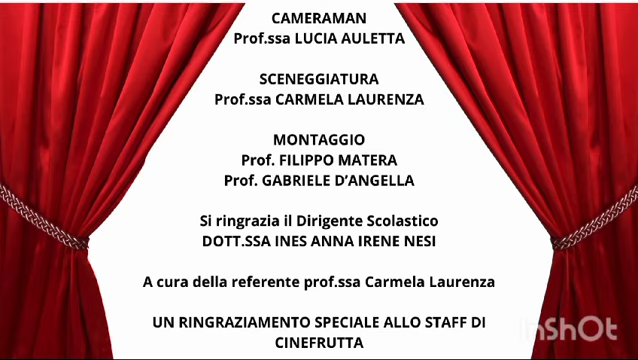 CAMERAMAN
Prof.ssa LUCIA AULETTA
SCENEGGIATURA
Prof.ssa CARMELA LAURENZA
MONTAGGIO
Prof. FILIPPO MATERA
Prof. GABRIELE D'ANGELLA
Si ringrazia il Dirigente Scolastico
DOTT.SSA INES ANNA IRENE NESI
A cura della referente prof.ssa Carmela Laurenza
UN RINGRAZIAMENTO SPECIALE ALLO STAFF DI
CINEFRUTTA
InShOt